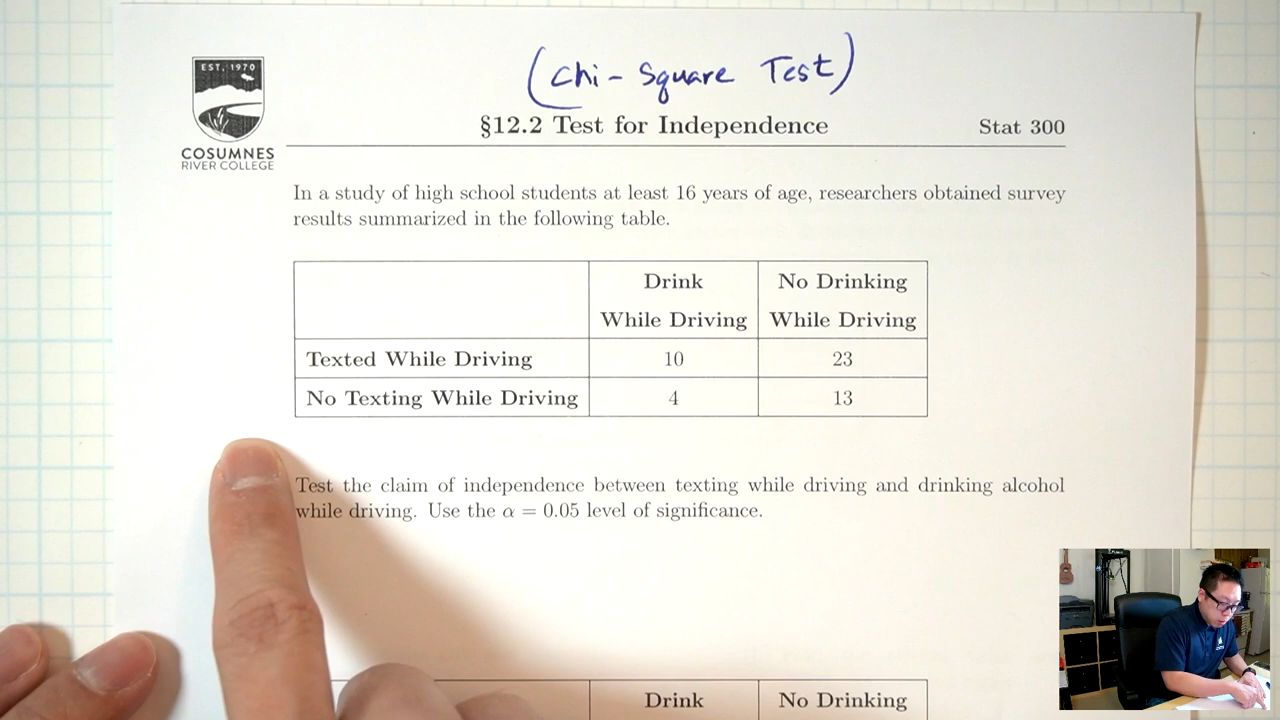 EST. 1970
COSUMNES
RIVER COLLEGE
(Chi-Square Test)
§12.2 Test for Independence
Stat 300
In a study of high school students at least 16 years of age, researchers obtained survey
results summarized in the following table.
Drink
While Driving
No Drinking
While Driving
Texted While Driving 10 23
No Texting While Driving 4 13
Test the claim of independence between texting while driving and drinking alcohol
while driving. Use the α = 0.05 level of significance.
Drink No Drinking